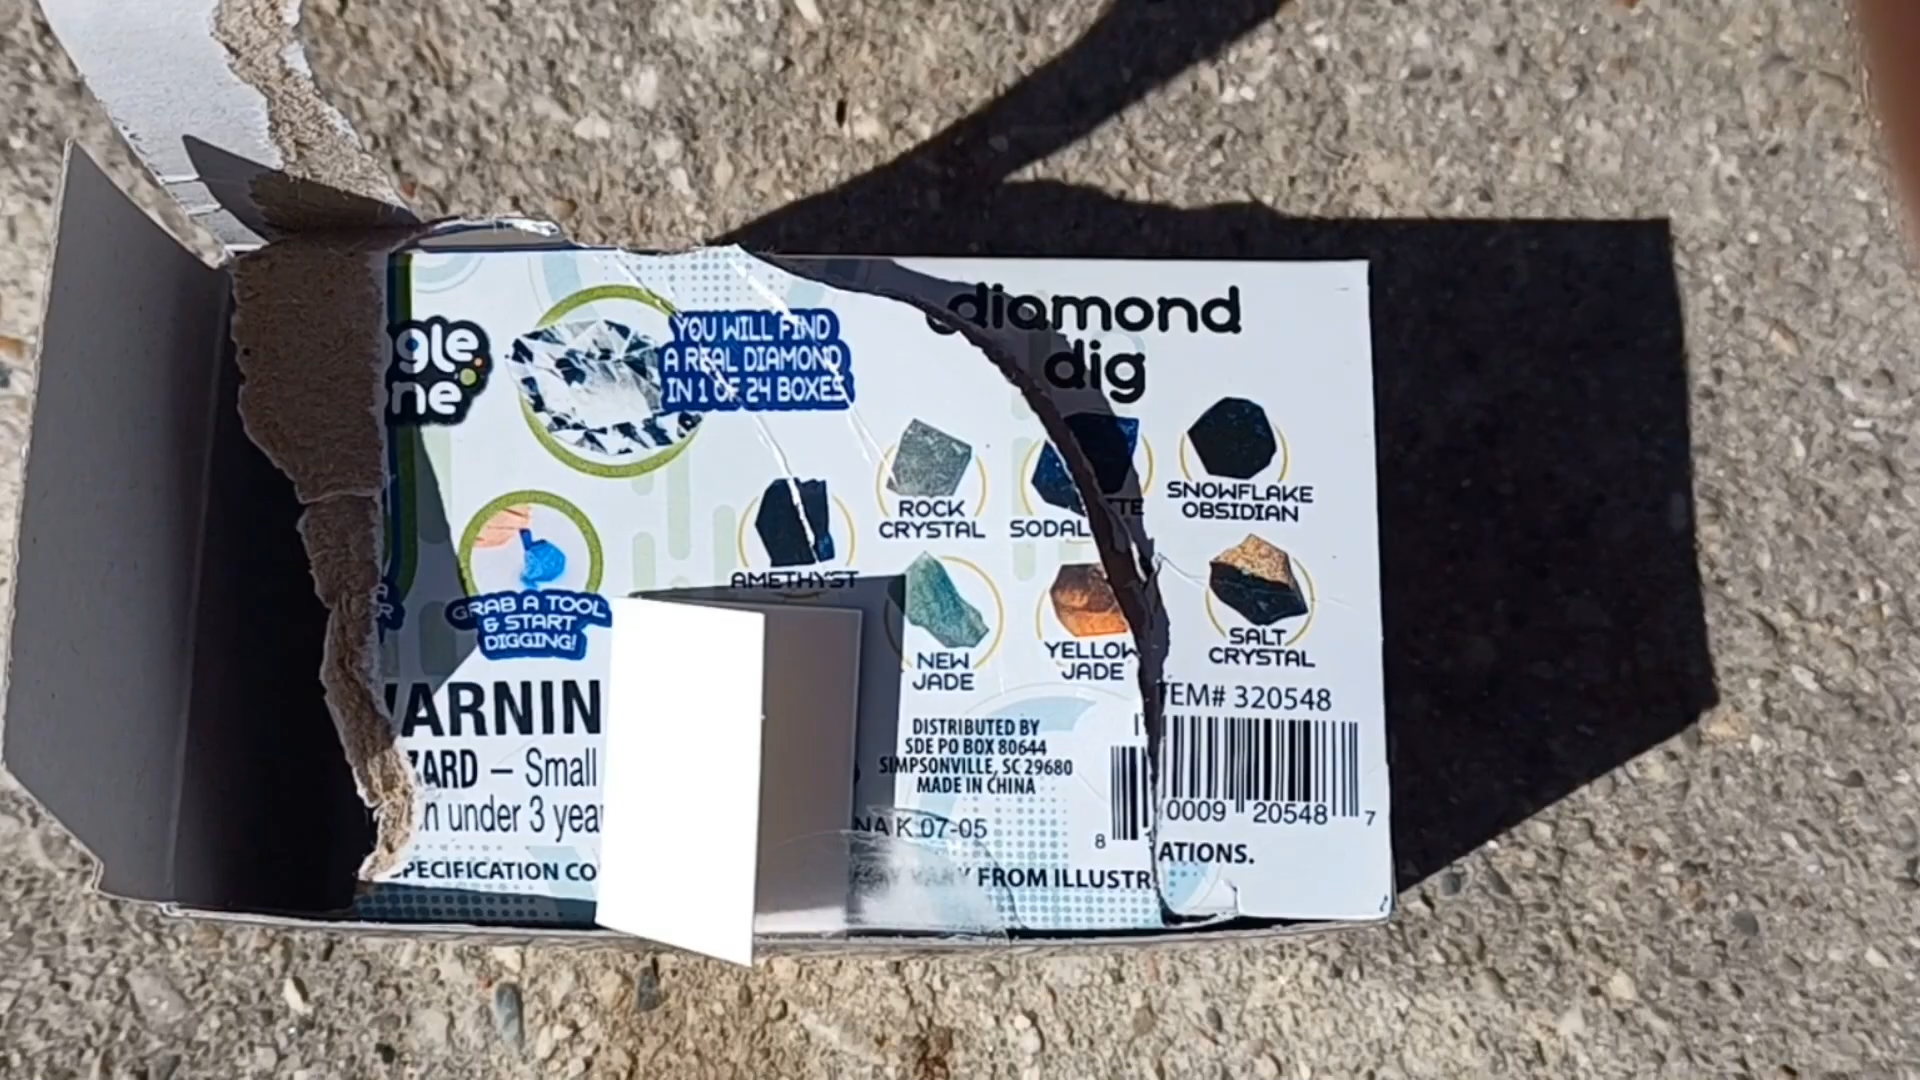 gle
ne
YOU WILL FIND
A REAL DIAMOND
IN 1 OF 24 BOXES
diamond
dig
ROCK
CRYSTAL
SNOWFLAKE
OBSIDIAN
AMETHYST
GRAB A TOOL
& START
DIGGING!
NEW
JADE
YELLOW
JADE
SALT
CRYSTAL
ARNIN
ZARD – Small
n under 3 yea
SPECIFICATION CO
TEM# 320548
DISTRIBUTED BY
SDE PO BOX 80644
SIMPSONVILLE, SC 29680
MADE IN CHINA
NA K 07-05
8 0009 20548 7
VARY FROM ILLUSTR
ATIONS.